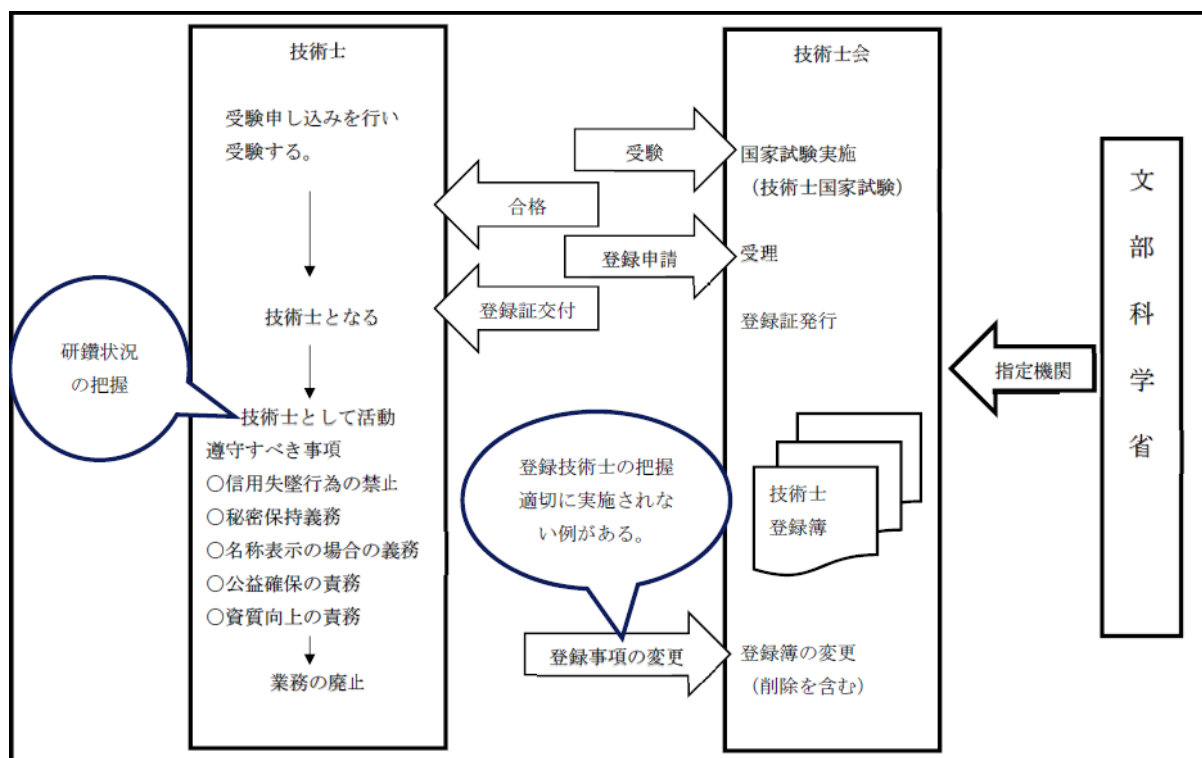 技術士
受験申し込みを行い
受験する。
技術士となる
研鑽状況
の把握
技術士として活動
遵守すべき事項
○信用失墜行為の禁止
○秘密保持義務
○名称表示の場合の義務
○公益確保の責務
○資質向上の責務
業務の廃止
受験
合格
登録申請
登録証交付
登録技術士の把握
適切に実施されな
い例がある。
登録事項の変更
技術士会
国家試験実施
（技術士国家試験）
受理
登録証発行
技術士
登録簿
登録簿の変更
（削除を含む）
指定機関
文部科学省